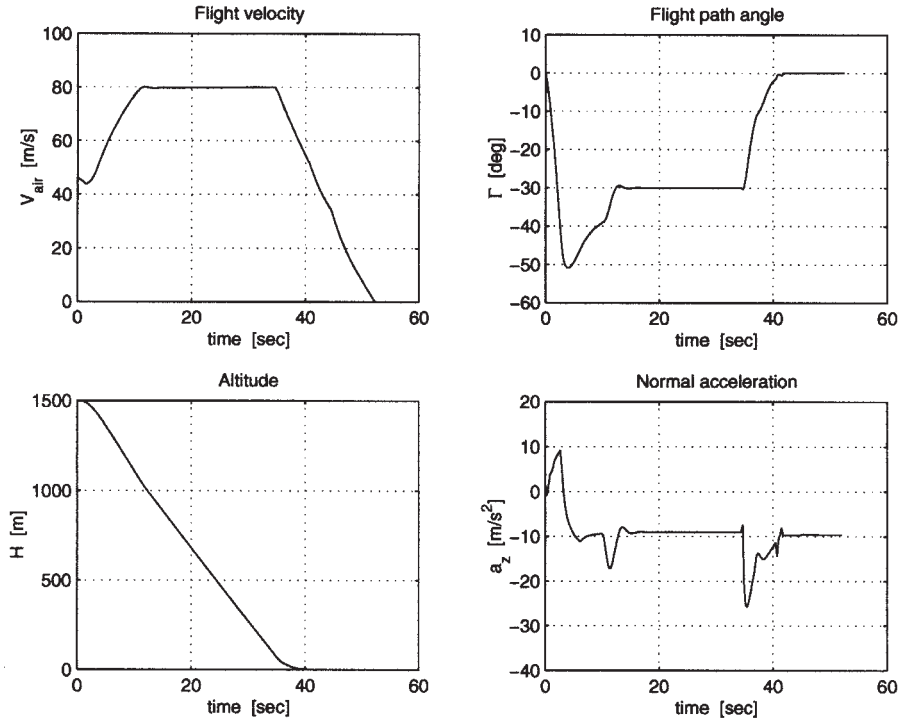 Flight velocity
100
80
60
40
20
0
V_air [m/s]
0 20 40 60
time [sec]
Flight path angle
10
0
−10
−20
−30
−40
−50
−60
Γ [deg]
0 20 40 60
time [sec]
Altitude
1500
1000
500
0
H [m]
0 20 40 60
time [sec]
Normal acceleration
20
10
0
−10
−20
−30
−40
a_z [m/s²]
0 20 40 60
time [sec]